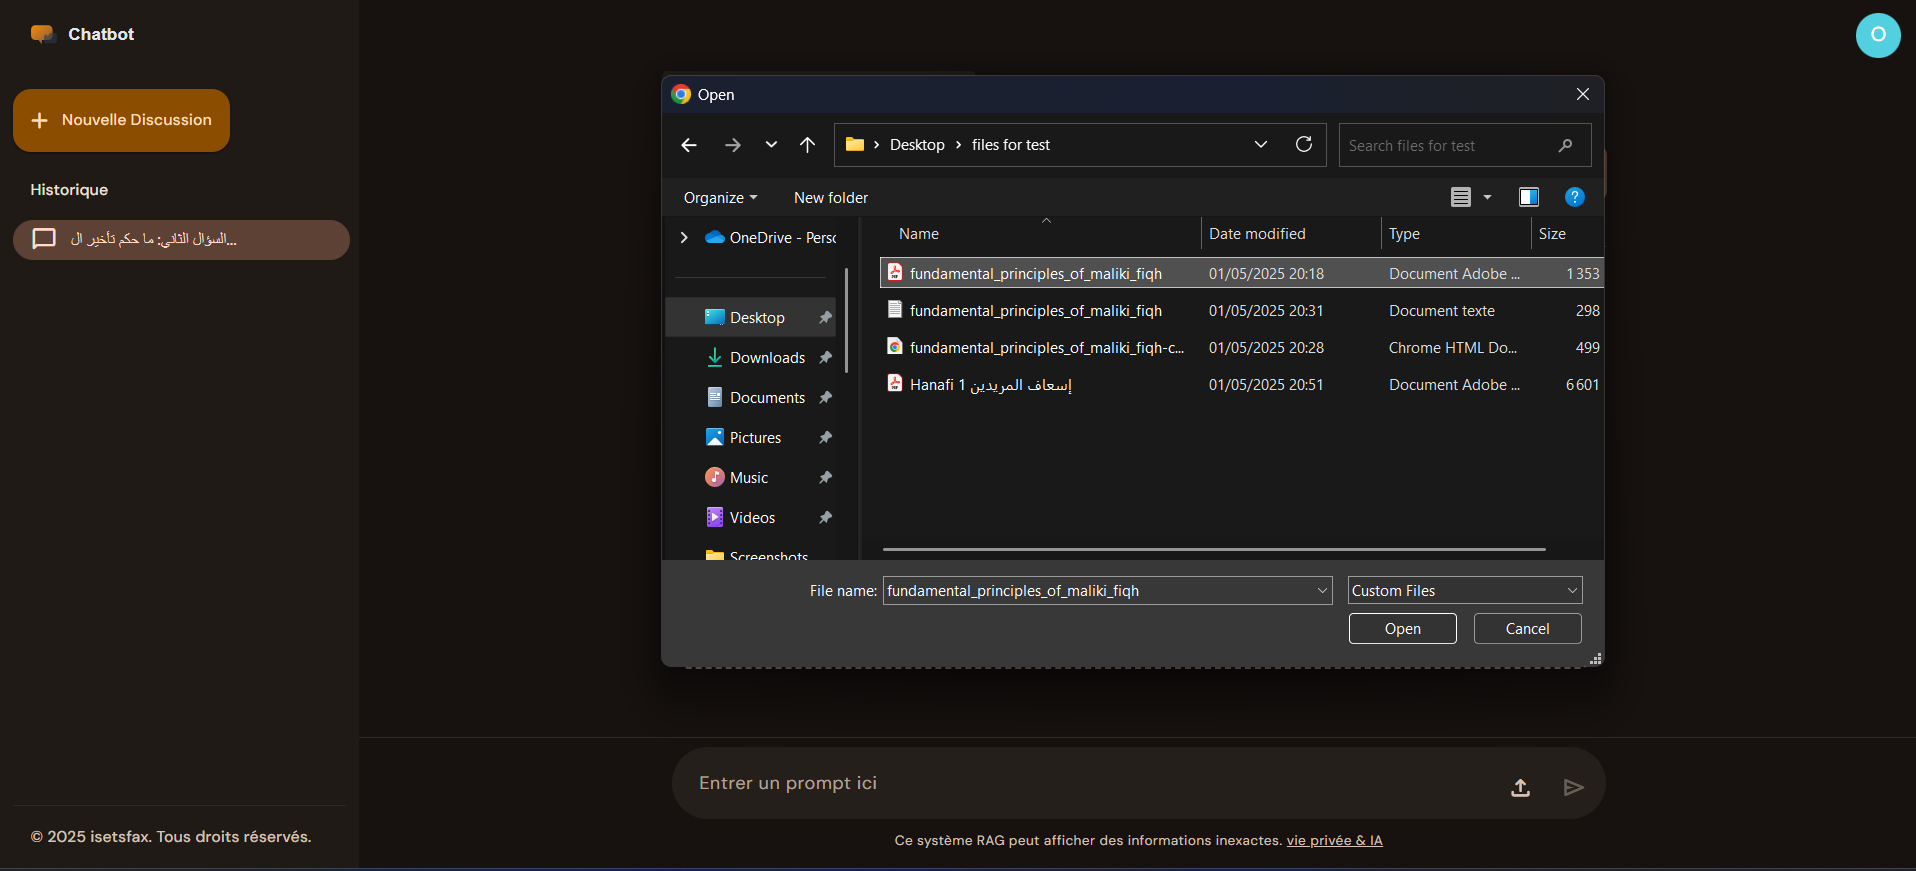 Chatbot
Nouvelle Discussion
Historique
السؤال الثاني: ما حكم تأخير ال...
© 2025 isetsfax. Tous droits réservés.
O
Open
Desktop > files for test
Search files for test
Organize
New folder
?
OneDrive - Perso
Desktop
Downloads
Documents
Pictures
Music
Videos
Screenshots
Name Date modified Type Size
fundamental_principles_of_maliki_fiqh 01/05/2025 20:18 Document Adobe ... 1 353
fundamental_principles_of_maliki_fiqh 01/05/2025 20:31 Document texte 298
fundamental_principles_of_maliki_fiqh-c... 01/05/2025 20:28 Chrome HTML Do... 499
Hanafi 1 إسعاف المريدين 01/05/2025 20:51 Document Adobe ... 6 601
File name: fundamental_principles_of_maliki_fiqh
Custom Files
Open Cancel
Entrer un prompt ici
Ce système RAG peut afficher des informations inexactes. vie privée & IA